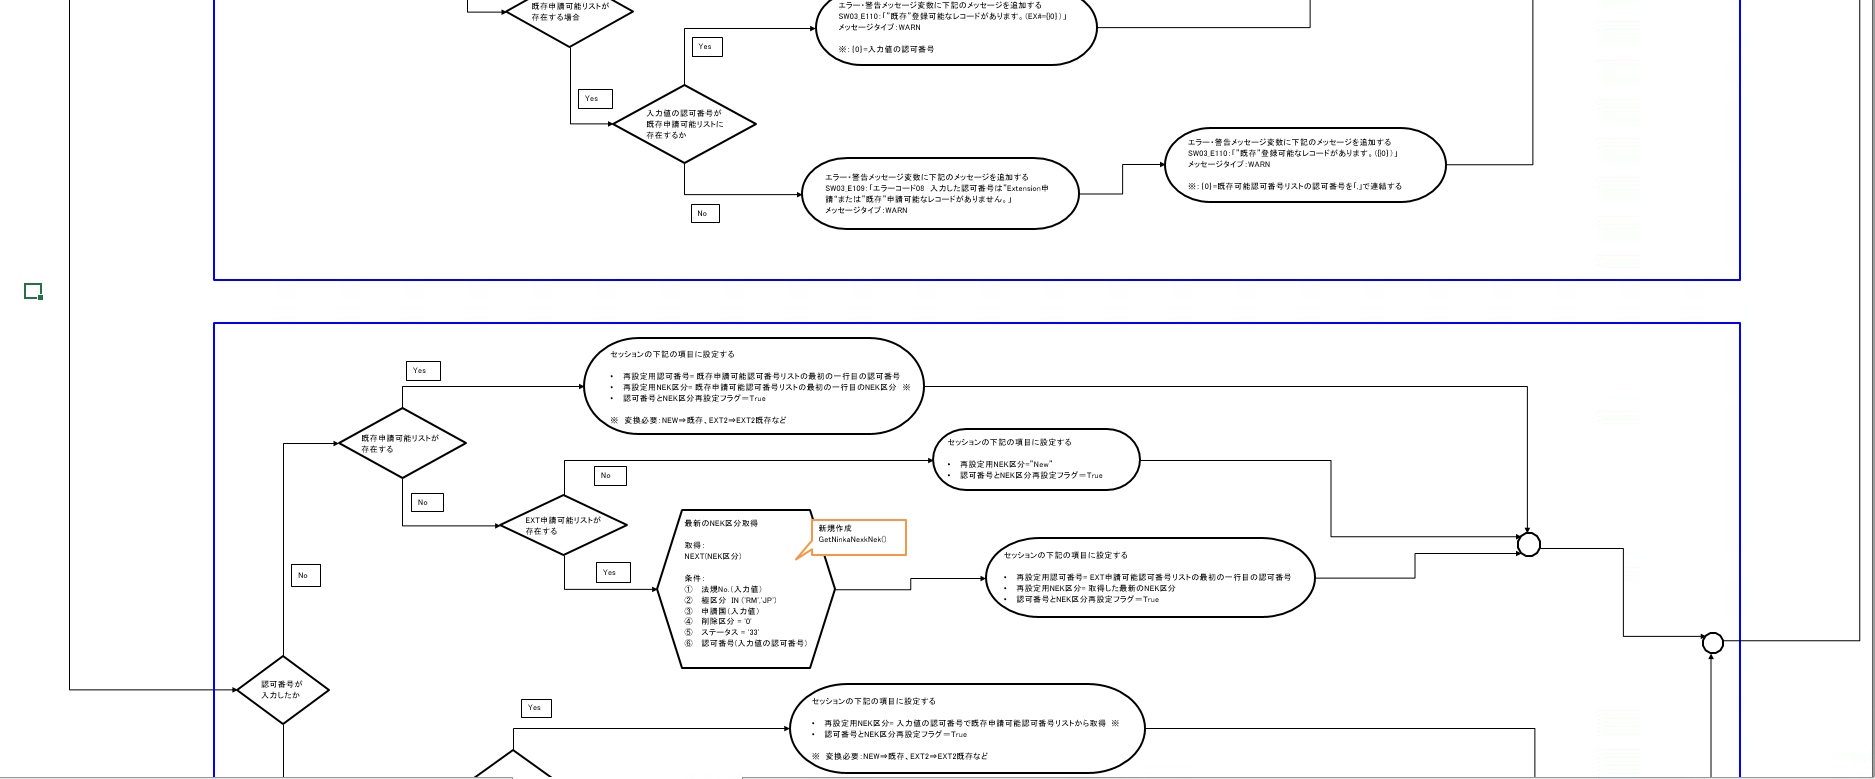 既存申請可能リストが
存在する場合
エラー・警告メッセージ変数に下記のメッセージを追加する
SW03_E110:「"既存"登録可能なレコードがあります。(EX#={0})」
メッセージタイプ:WARN
※:{0}=入力値の認可番号
Yes
Yes
入力値の認可番号が
既存申請可能リストに
存在するか
エラー・警告メッセージ変数に下記のメッセージを追加する
SW03_E110:「"既存"登録可能なレコードがあります。({0})」
メッセージタイプ:WARN
※:{0}=既存可能認可番号リストの認可番号を「,」で連結する
エラー・警告メッセージ変数に下記のメッセージを追加する
SW03_E109:「エラーコード08 入力した認可番号は"Extension申
請"または"既存"申請可能なレコードがありません。」
メッセージタイプ:WARN
No
セッションの下記の項目に設定する
• 再設定用認可番号= 既存申請可能認可番号リストの最初の一行目の認可番号
• 再設定用NEK区分= 既存申請可能認可番号リストの最初の一行目のNEK区分 ※
• 認可番号とNEK区分再設定フラグ=True
※ 変換必要:NEW⇒既存、EXT2⇒EXT2既存など
Yes
既存申請可能リストが
存在する
セッションの下記の項目に設定する
• 再設定用NEK区分="New"
• 認可番号とNEK区分再設定フラグ=True
No
No
EXT申請可能リストが
存在する
最新のNEK区分取得
取得:
NEXT(NEK区分)
条件:
① 法規No.(入力値)
② 極区分 IN ('RM','JP')
③ 申請国(入力値)
④ 削除区分 = '0'
⑤ ステータス = '33'
⑥ 認可番号(入力値の認可番号)
新規作成
GetNinkaNexkNek()
セッションの下記の項目に設定する
• 再設定用認可番号= EXT申請可能認可番号リストの最初の一行目の認可番号
• 再設定用NEK区分= 取得した最新のNEK区分
• 認可番号とNEK区分再設定フラグ=True
Yes
No
認可番号が
入力したか
Yes
セッションの下記の項目に設定する
• 再設定用NEK区分= 入力値の認可番号で既存申請可能認可番号リストから取得 ※
• 認可番号とNEK区分再設定フラグ=True
※ 変換必要:NEW⇒既存、EXT2⇒EXT2既存など